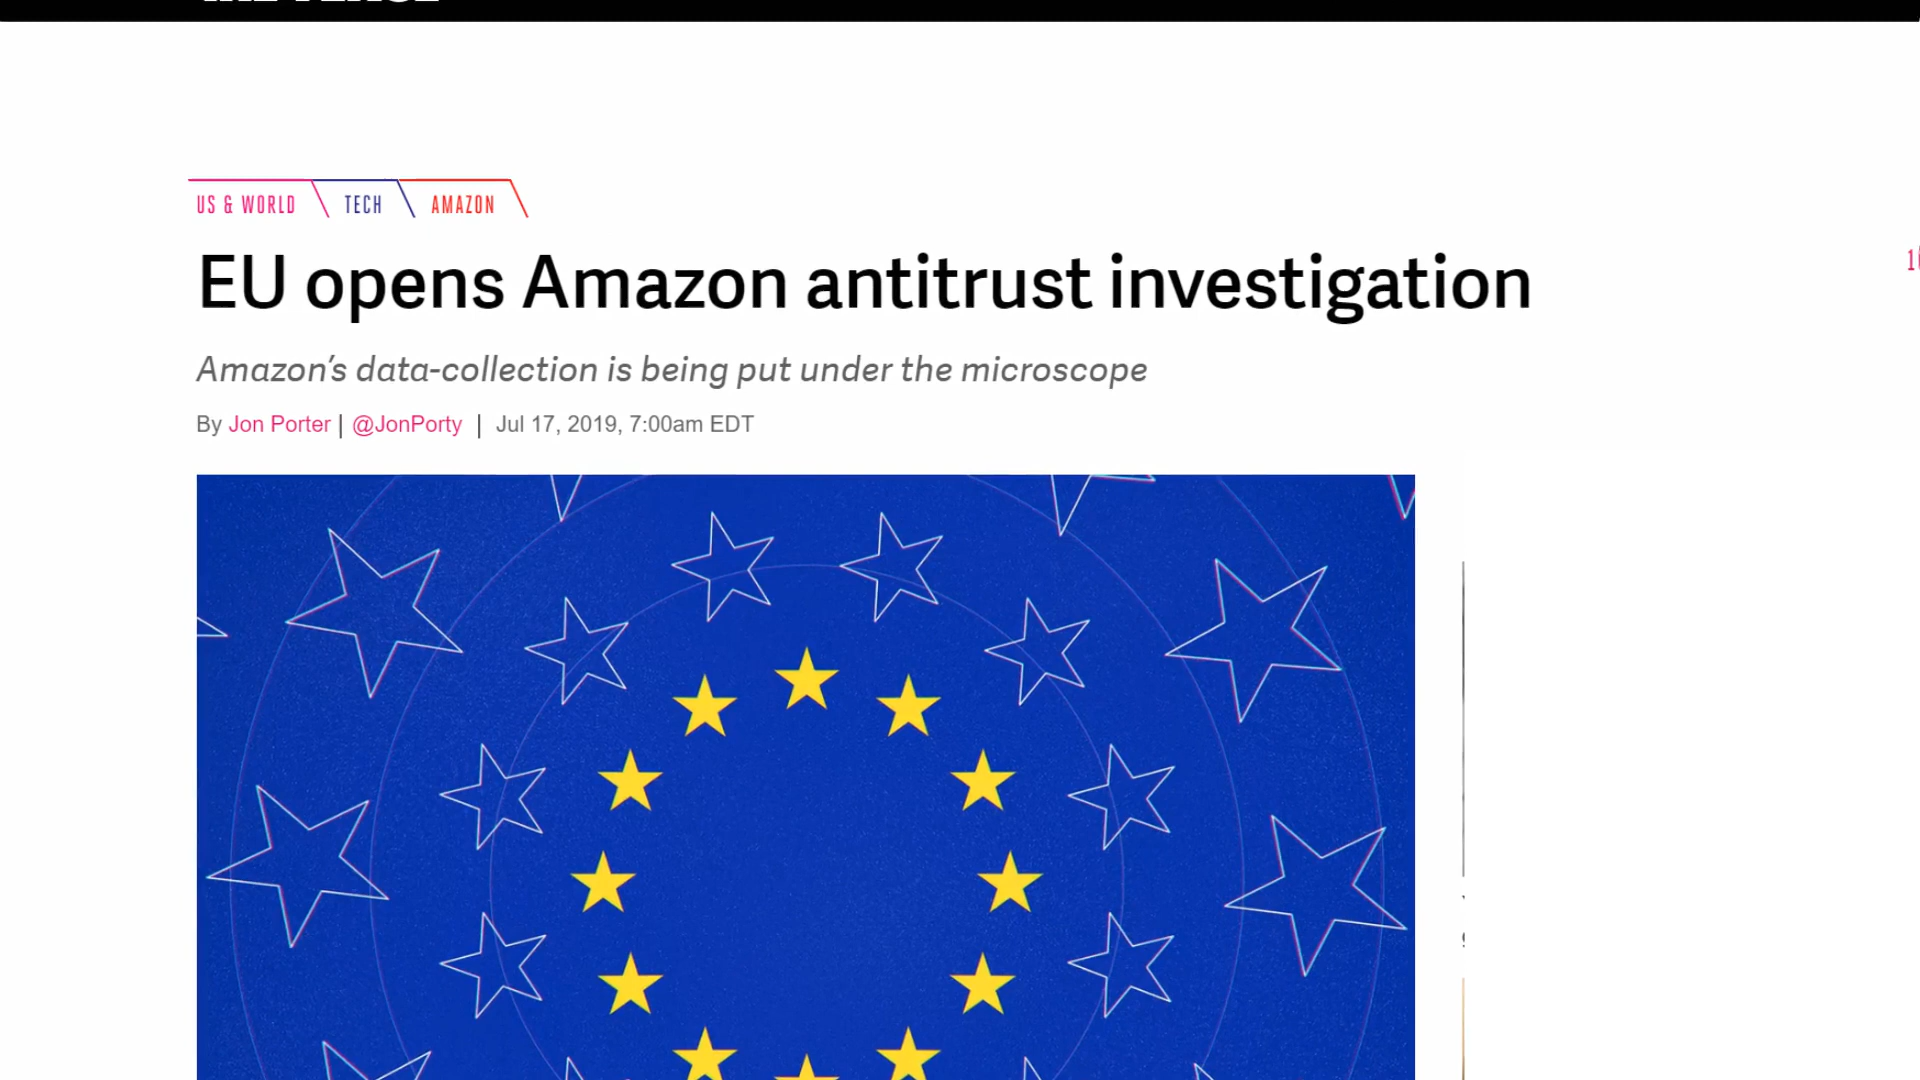 US & WORLD TECH AMAZON
EU opens Amazon antitrust investigation
Amazon's data-collection is being put under the microscope
By Jon Porter | @JonPorty | Jul 17, 2019, 7:00am EDT